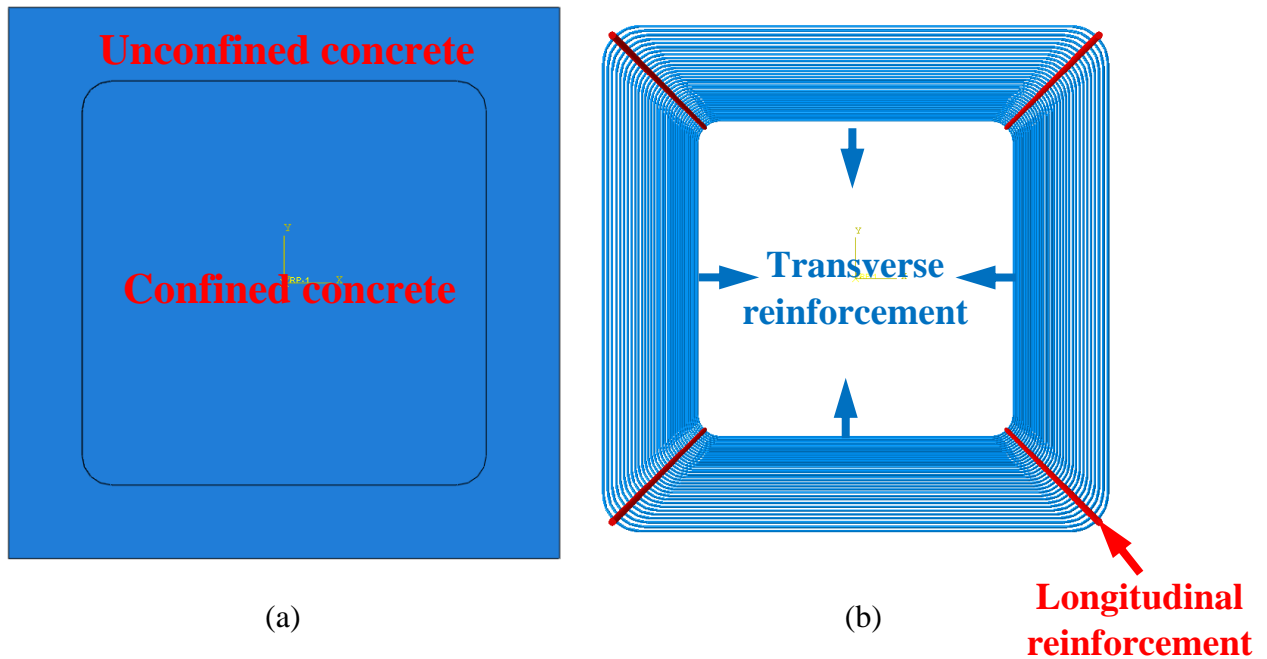 Unconfined concrete
Y
RP-1
X
Confined concrete
(a)
Y
Transverse
reinforcement
(b)
Longitudinal
reinforcement